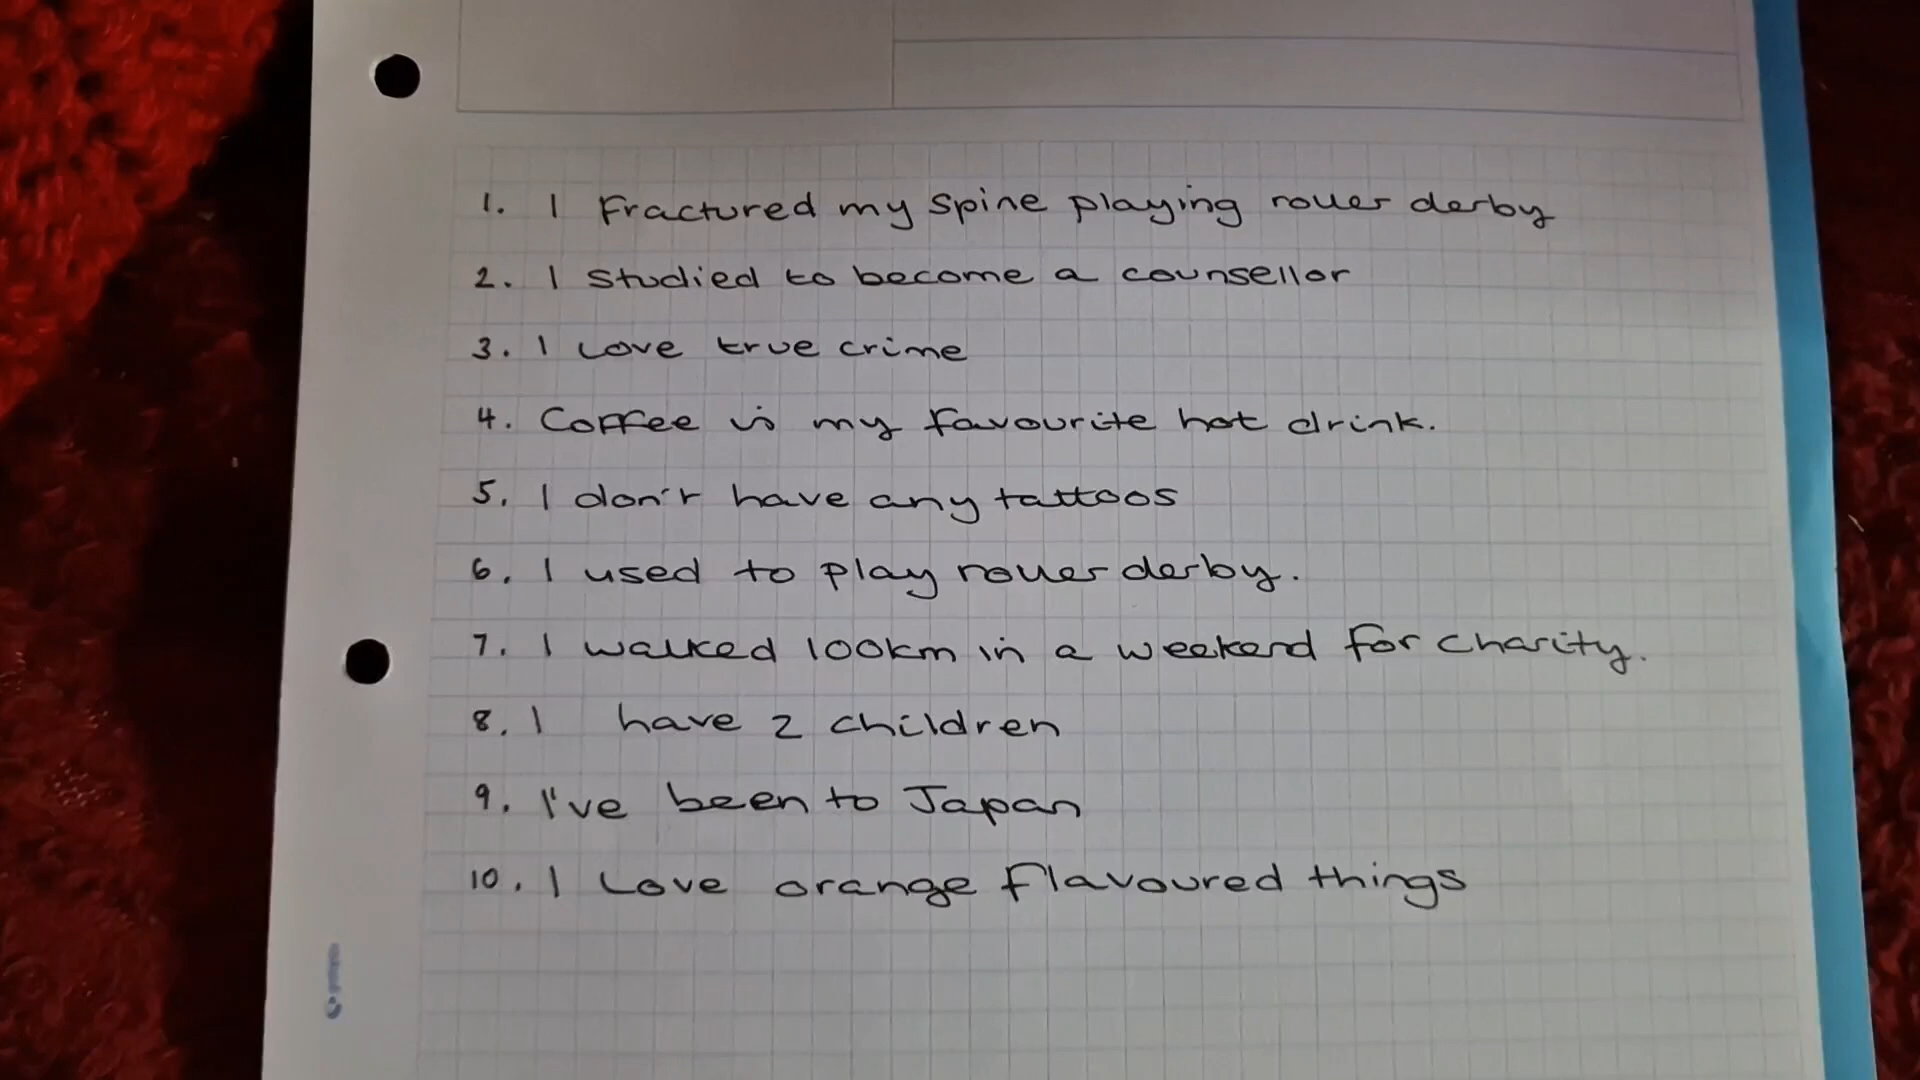 1. I Fractured my spine playing roller derby
2. I studied to become a counsellor
3. I love true crime
4. Coffee is my favourite hot drink.
5. I don't have any tattoos
6. I used to play roller derby.
7. I walked 100km in a weekend for charity.
8. I have 2 children
9. I've been to Japan
10. I love orange flavoured things